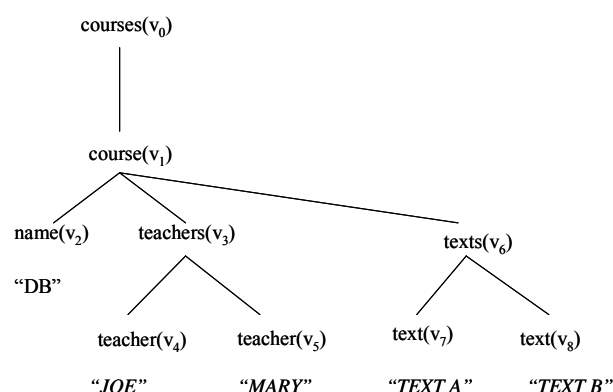 courses(v₀)
course(v₁)
name(v₂) teachers(v₃) texts(v₆)
“DB”
teacher(v₄) teacher(v₅) text(v₇) text(v₈)
“JOE” “MARY” “TEXT A” “TEXT B”